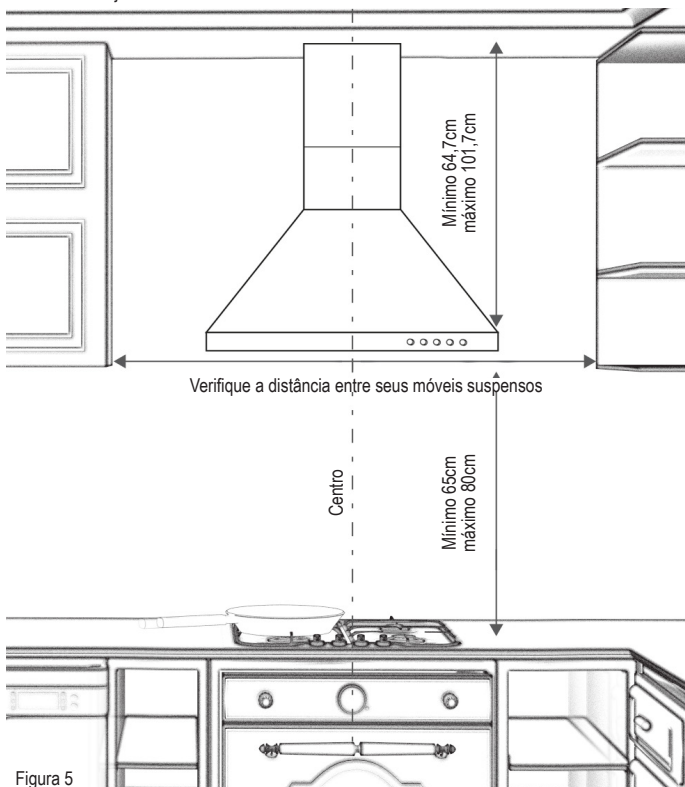 Mínimo 64,7cm
máximo 101,7cm
Verifique a distância entre seus móveis suspensos
Centro
Mínimo 65cm
máximo 80cm
Figura 5